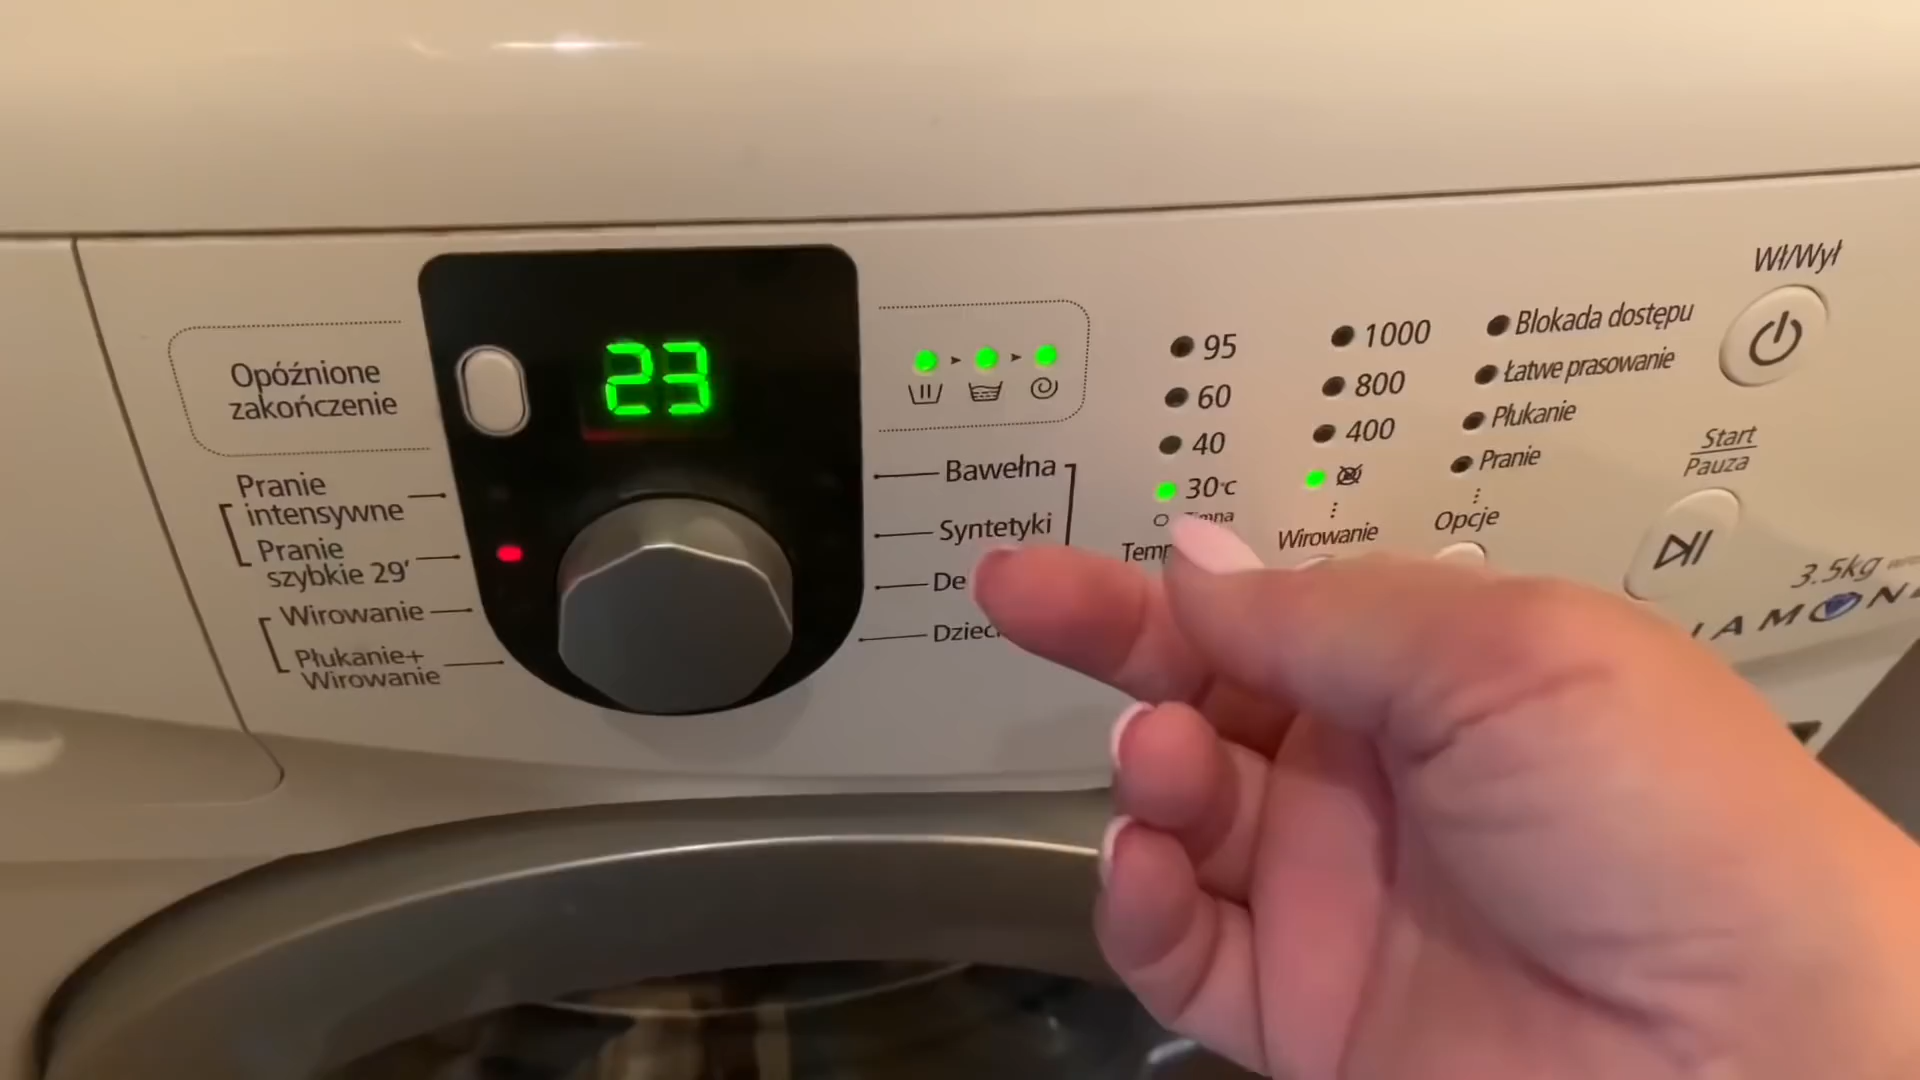 Opóźnione
zakończenie
23
Pranie
intensywne
Pranie
szybkie 29'
Wirowanie
Płukanie+
Wirowanie
Bawełna
Syntetyki
95
60
40
30°c
1000
800
400
Wirowanie
Blokada dostępu
Łatwe prasowanie
Płukanie
Pranie
Opcje
Wł/Wył
Start
Pauza
3.5kg